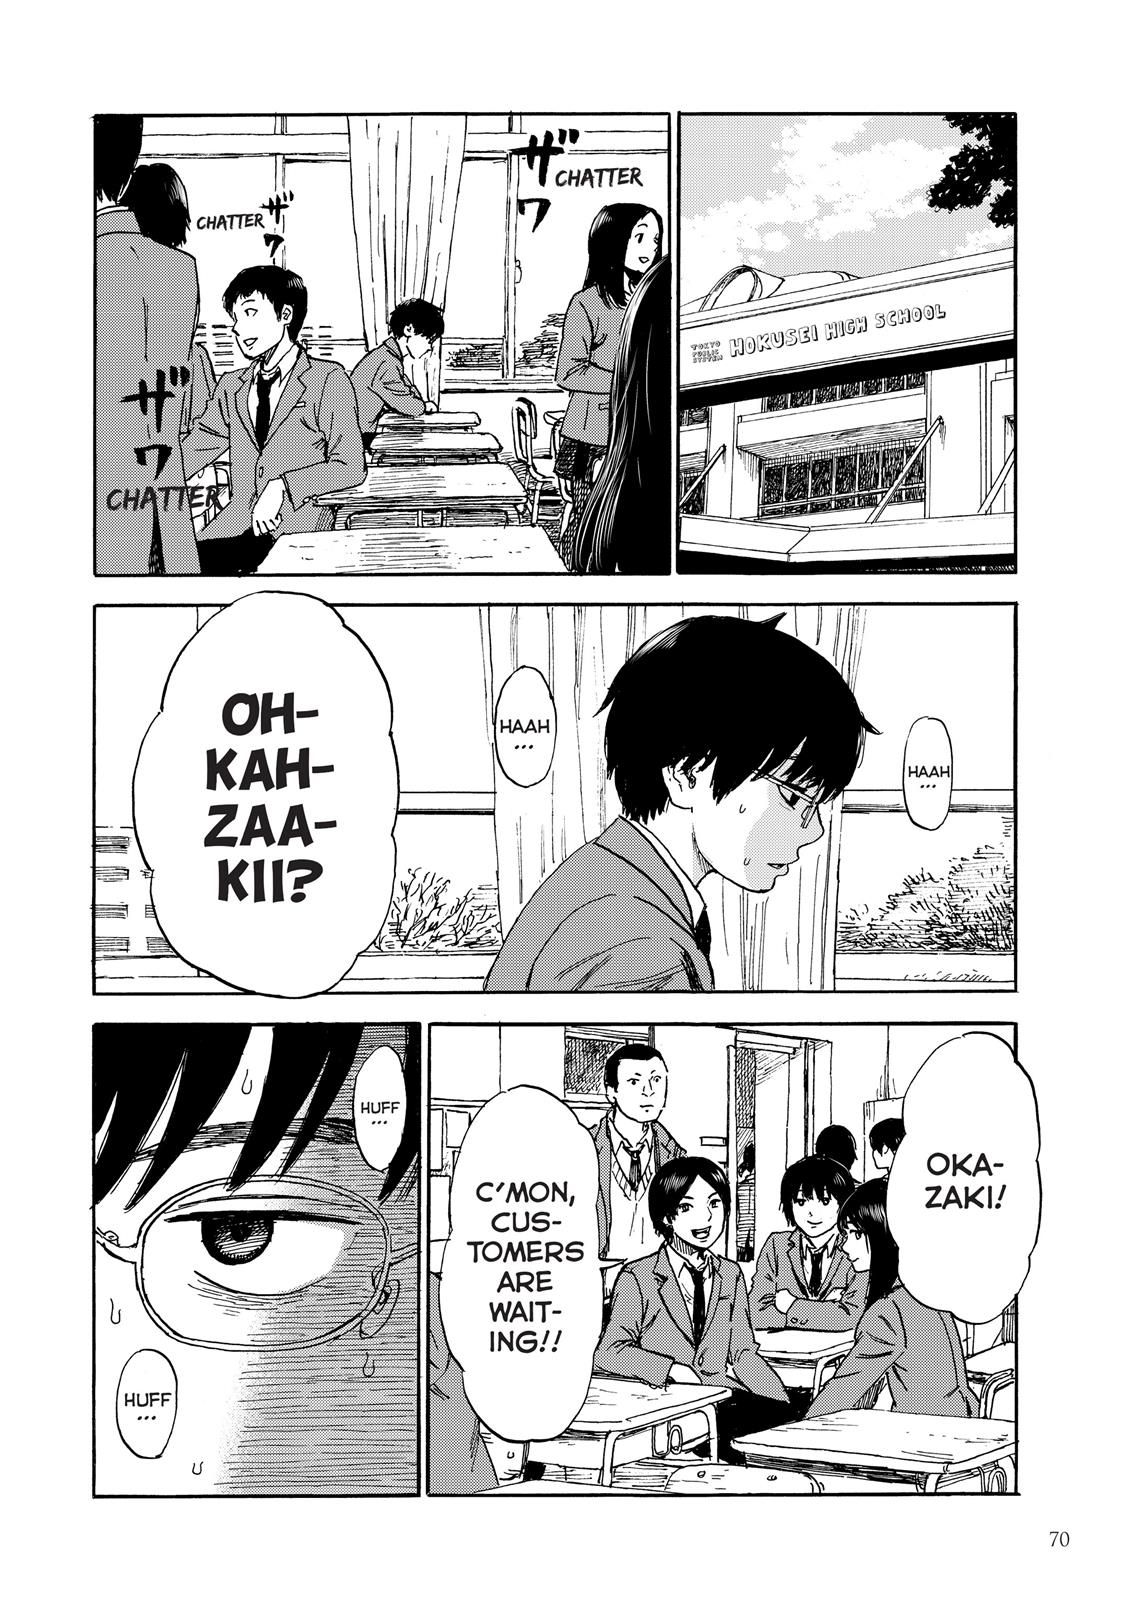 TOKYO
PUBLIC
SYSTEM
HOKUSEI HIGH SCHOOL
ザワ
CHATTER
ザワ
CHATTER
ザワ
CHATTER
HAAH
...
HAAH
...
OH-
KAH-
ZAA-
KII?
OKA-
ZAKI!
C'MON,
CUS-
TOMERS
ARE
WAIT-
ING!!
HUFF
...
HUFF
...
70